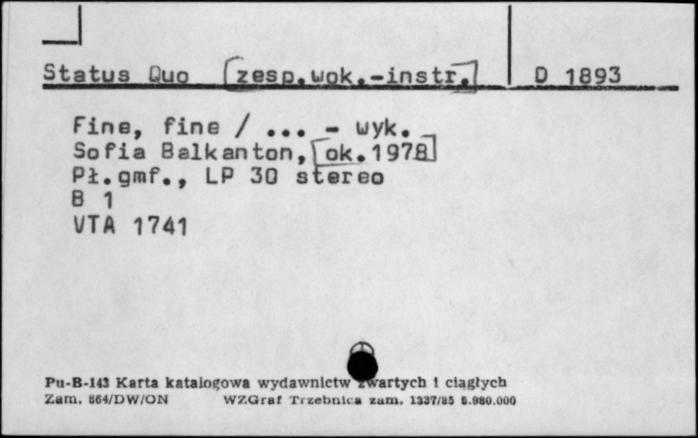 Status Quo [zesp.wok.-instr.] D 1893
Fine, fine / ... - wyk. -
Sofia Balkanton, [ok.1978]
Pł.gmf., LP 30 stereo
B 1
VTA 1741
Pu-B-143 Karta katalogowa wydawnictw zwartych i ciągłych
Zam. 864/DW/ON WZGraf Trzebnica zam. 1337/85 5.980.000